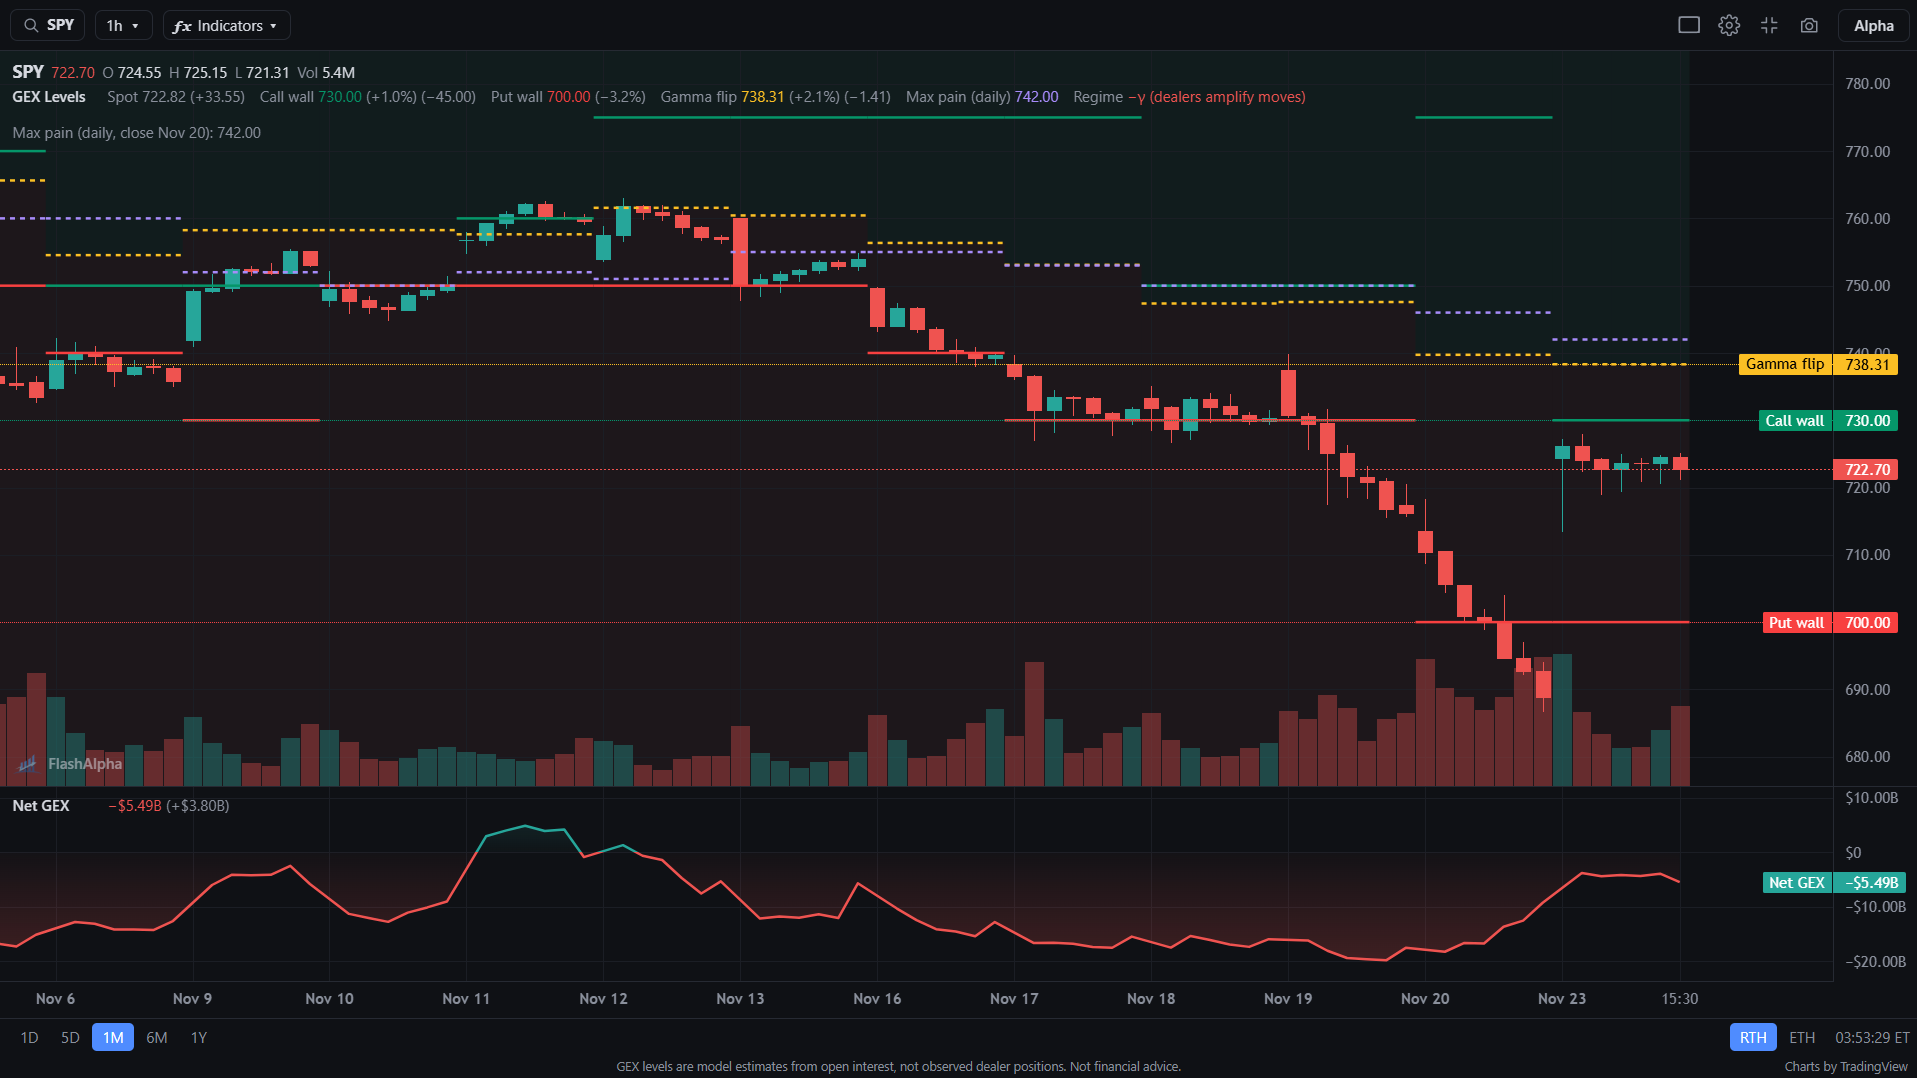 SPY 1h fx Indicators Alpha
SPY 722.70 O 724.55 H 725.15 L 721.31 Vol 5.4M
GEX Levels Spot 722.82 (+33.55) Call wall 730.00 (+1.0%) (−45.00) Put wall 700.00 (−3.2%) Gamma flip 738.31 (+2.1%) (−1.41) Max pain (daily) 742.00 Regime −γ (dealers amplify moves)
Max pain (daily, close Nov 20): 742.00
780.00
770.00
760.00
750.00
740.00
Gamma flip 738.31
Call wall 730.00
722.70
720.00
710.00
Put wall 700.00
690.00
680.00
FlashAlpha
Net GEX −$5.49B (+$3.80B)
$10.00B
$0
Net GEX −$5.49B
−$10.00B
−$20.00B
Nov 6 Nov 9 Nov 10 Nov 11 Nov 12 Nov 13 Nov 16 Nov 17 Nov 18 Nov 19 Nov 20 Nov 23 15:30
1D 5D 1M 6M 1Y RTH ETH 03:53:29 ET
GEX levels are model estimates from open interest, not observed dealer positions. Not financial advice.
Charts by TradingView